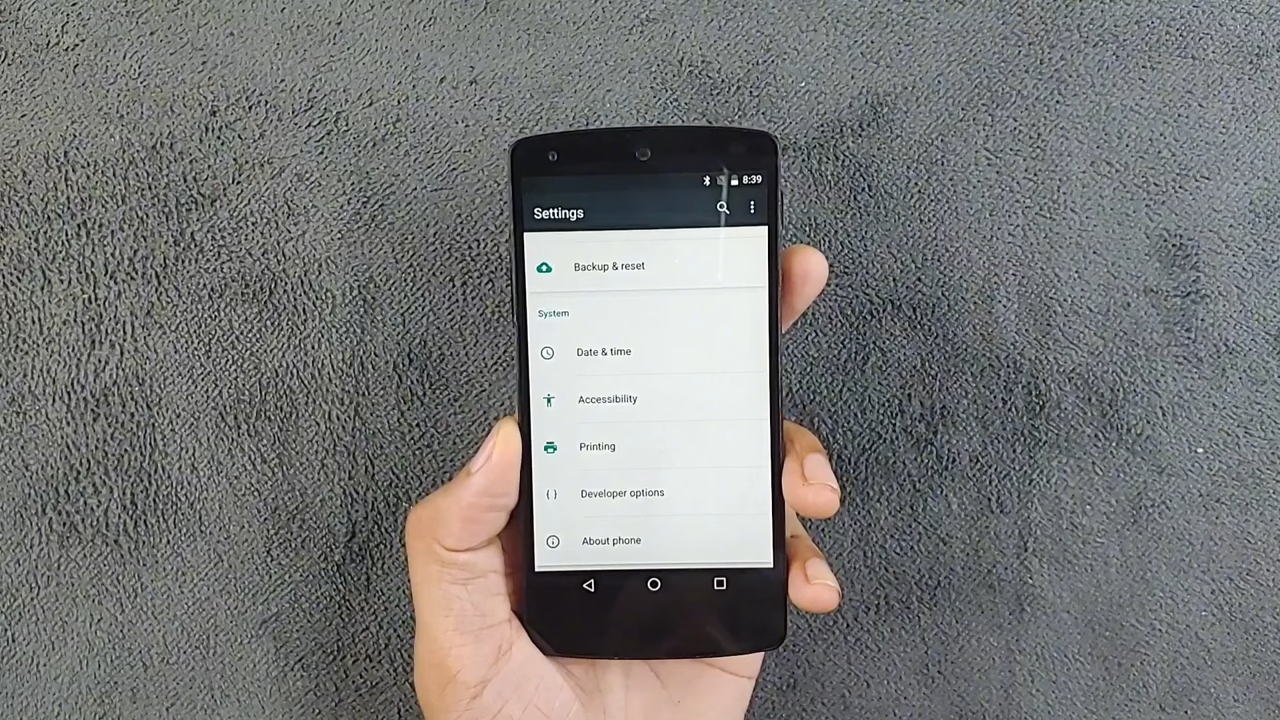 8:39
Settings
Backup & reset
System
Date & time
Accessibility
Printing
{ } Developer options
About phone